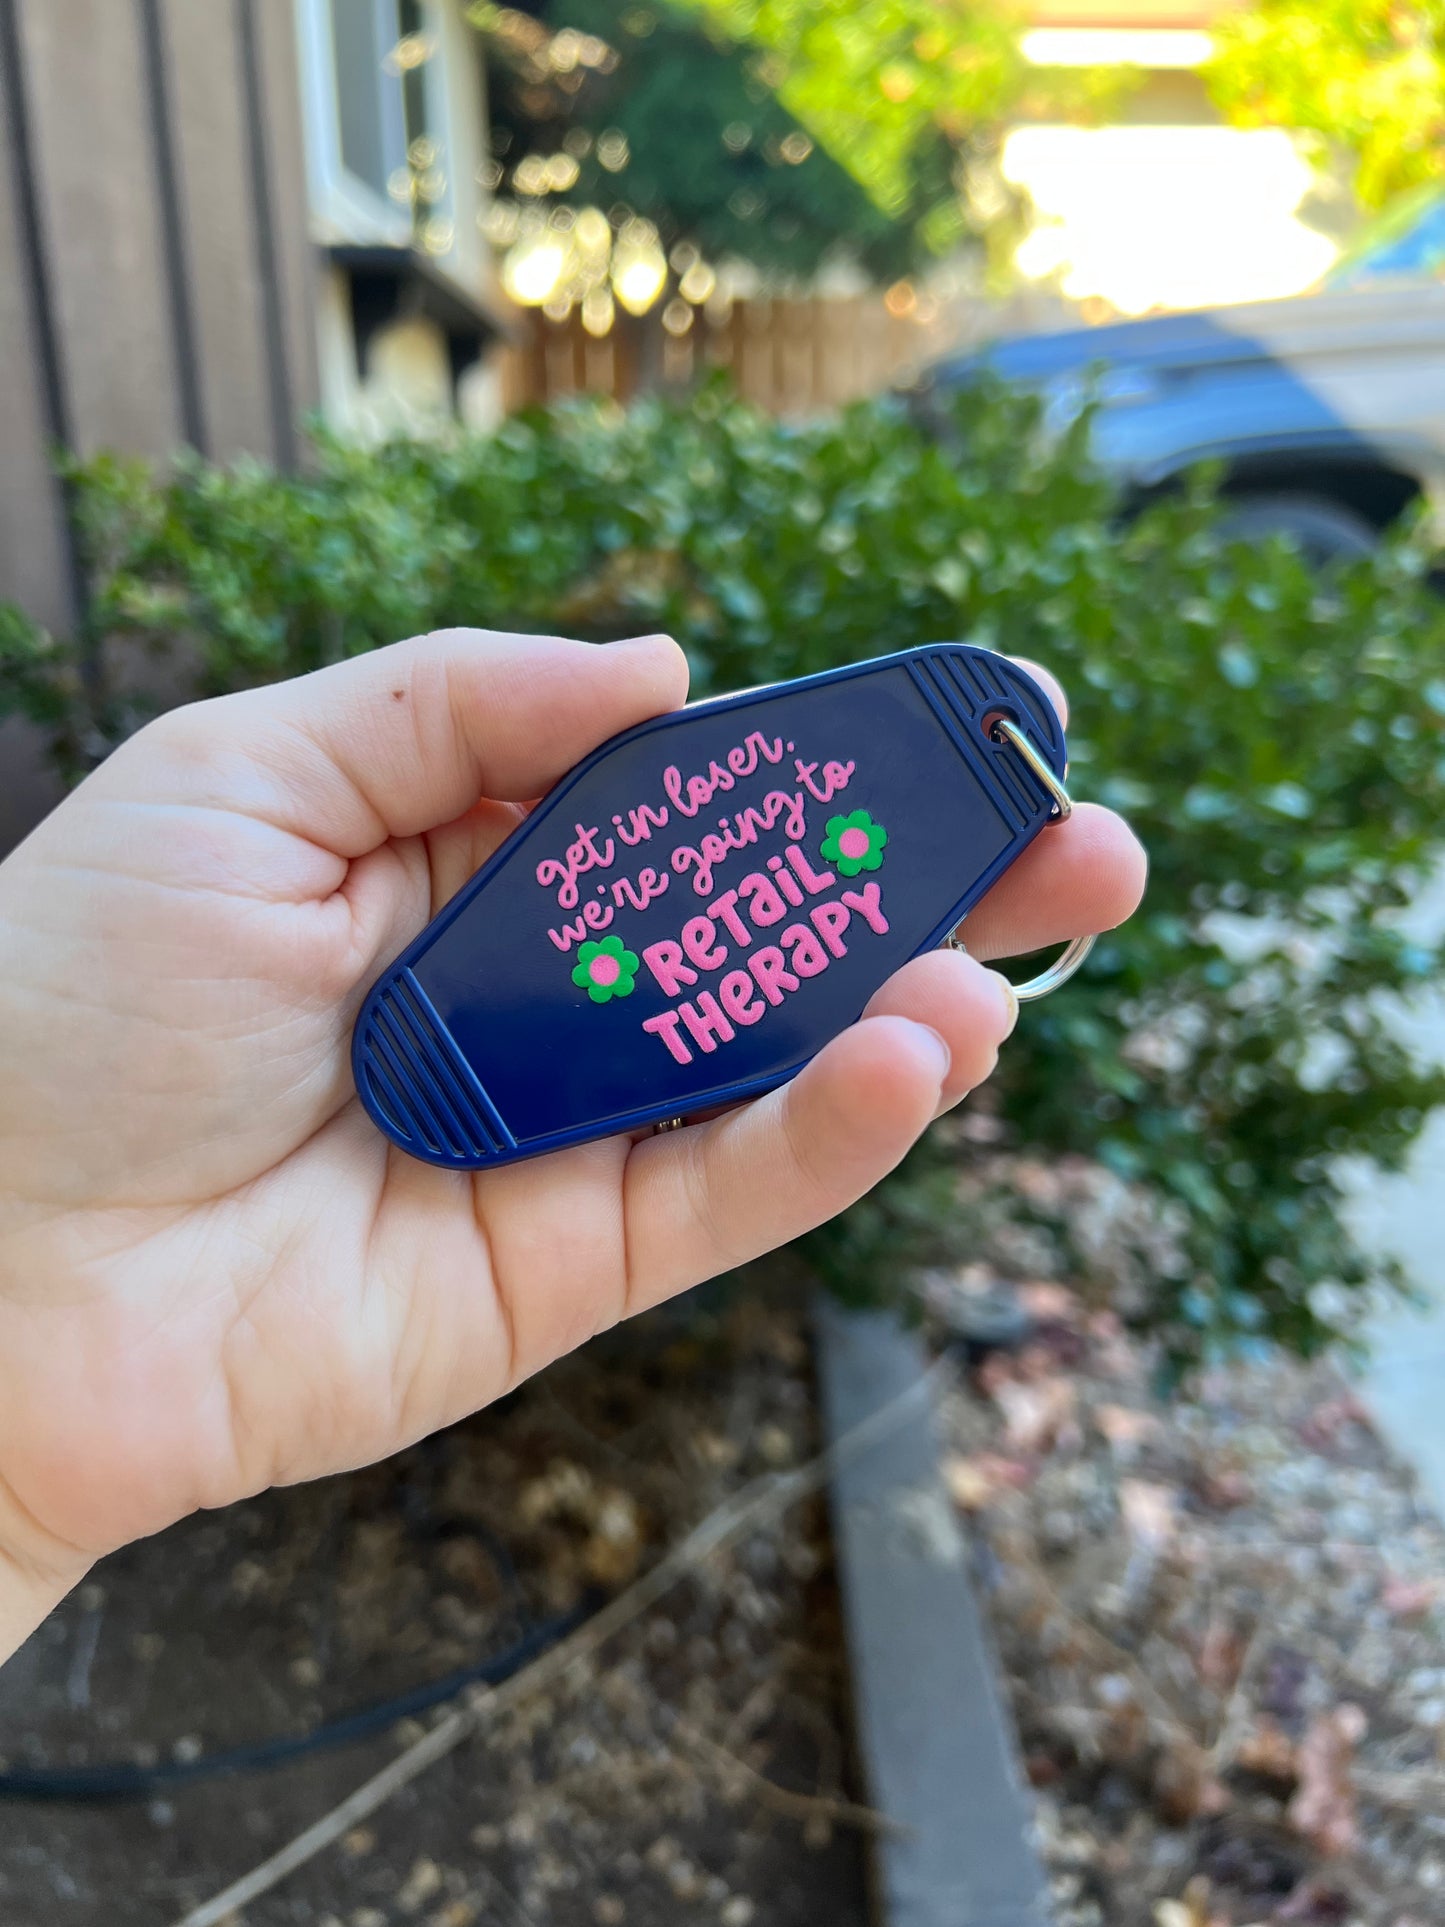 get in loser.
we're going to
RETAIL
THERAPY